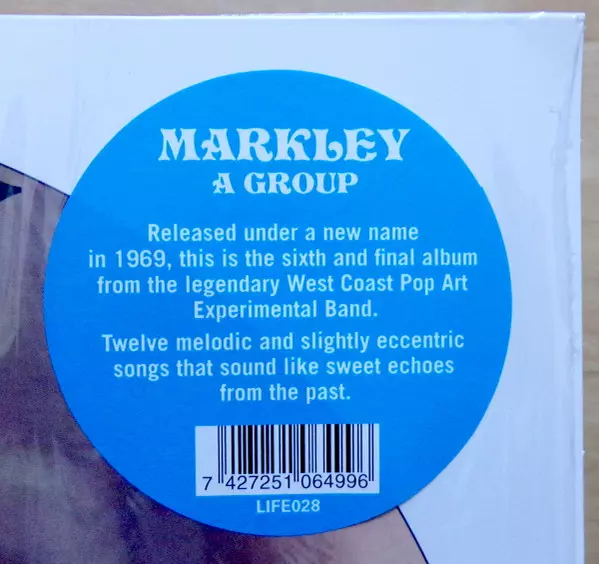 MARKLEY
A GROUP
Released under a new name
in 1969, this is the sixth and final album
from the legendary West Coast Pop Art
Experimental Band.
Twelve melodic and slightly eccentric
songs that sound like sweet echoes
from the past.
7 427251 064996
LIFE028